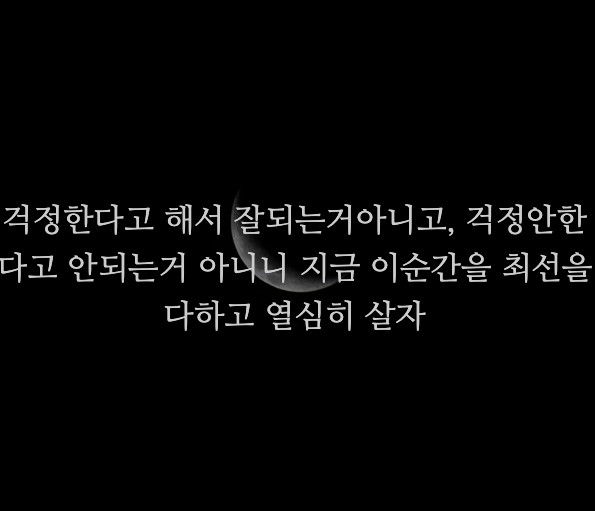 걱정한다고 해서 잘되는거아니고, 걱정안한
다고 안되는거 아니니 지금 이순간을 최선을
다하고 열심히 살자